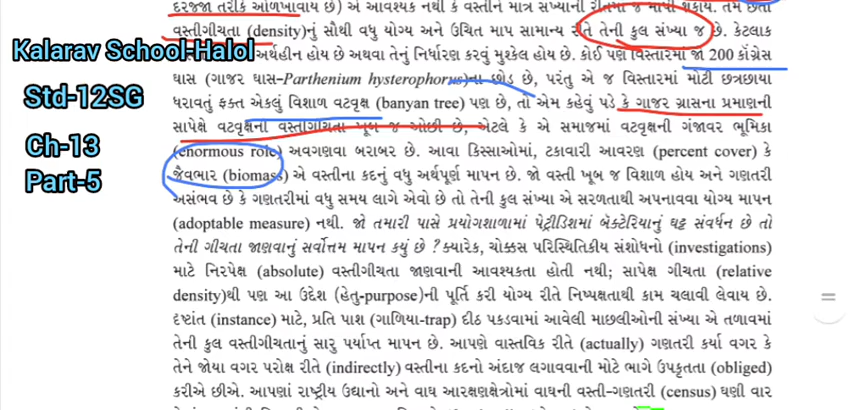 દરજ્જા તરીકે ઓળખાવાય છે) એ આવશ્યક નથી કે વસ્તીને માત્ર સંખ્યાની રીતમાં જ માપી શકાય. તેમ છતાં
વસ્તીગીચતા (density)નું સૌથી વધુ યોગ્ય અને ઉચિત માપ સામાન્ય રીતે તેની કુલ સંખ્યા જ છે. કેટલાક
અર્થહીન હોય છે અથવા તેનું નિર્ધારણ કરવું મુશ્કેલ હોય છે. કોઈ પણ વિસ્તારમાં જો 200 કોંગ્રેસ
Kalarav School-Halol
ઘાસ (ગાજર ઘાસ-Parthenium hysterophorus)ના છોડ છે, પરંતુ એ જ વિસ્તારમાં મોટી છત્રછાયા
Std-12SG
ધરાવતું ફક્ત એકલું વિશાળ વટવૃક્ષ (banyan tree) પણ છે, તો એમ કહેવું પડે કે ગાજર ગ્રાસના પ્રમાણની
સાપેક્ષે વટવૃક્ષની વસ્તીગીચતા ખૂબ જ ઓછી છે, એટલે કે એ સમાજમાં વટવૃક્ષની ગંજાવર ભૂમિકા
Ch-13
(enormous role) અવગણવા બરાબર છે. આવા કિસ્સાઓમાં, ટકાવારી આવરણ (percent cover) કે
Part-5
જૈવભાર (biomass) એ વસ્તીના કદનું વધુ અર્થપૂર્ણ માપન છે. જો વસ્તી ખૂબ જ વિશાળ હોય અને ગણતરી
અસંભવ છે કે ગણતરીમાં વધુ સમય લાગે એવો છે તો તેની કુલ સંખ્યા એ સરળતાથી અપનાવવા યોગ્ય માપન
(adoptable measure) નથી. જો તમારી પાસે પ્રયોગશાળામાં પેટ્રીડિશમાં બેક્ટેરિયાનું ઘટ્ટ સંવર્ધન છે તો
તેની ગીચતા જાણવાનું સર્વોત્તમ માપન કયું છે ? ક્યારેક, ચોક્કસ પરિસ્થિતિકીય સંશોધનો (investigations)
માટે નિરપેક્ષ (absolute) વસ્તીગીચતા જાણવાની આવશ્યકતા હોતી નથી; સાપેક્ષ ગીચતા (relative
density)થી પણ આ ઉદેશ (હેતુ-purpose)ની પૂર્તિ કરી યોગ્ય રીતે નિષ્પક્ષતાથી કામ ચલાવી લેવાય છે.
દૃષ્ટાંત (instance) માટે, પ્રતિ પાશ (ગાળિયા-trap) દીઠ પકડવામાં આવેલી માછલીઓની સંખ્યા એ તળાવમાં
તેની કુલ વસ્તીગીચતાનું સારુ પર્યાપ્ત માપન છે. આપણે વાસ્તવિક રીતે (actually) ગણતરી કર્યા વગર કે
તેને જોયા વગર પરોક્ષ રીતે (indirectly) વસ્તીના કદનો અંદાજ લગાવવાની મોટે ભાગે ઉપકૃતતા (obliged)
કરીએ છીએ. આપણાં રાષ્ટ્રીય ઉદ્યાનો અને વાઘ આરક્ષણક્ષેત્રોમાં વાઘની વસ્તી-ગણતરી (census) ઘણી વાર